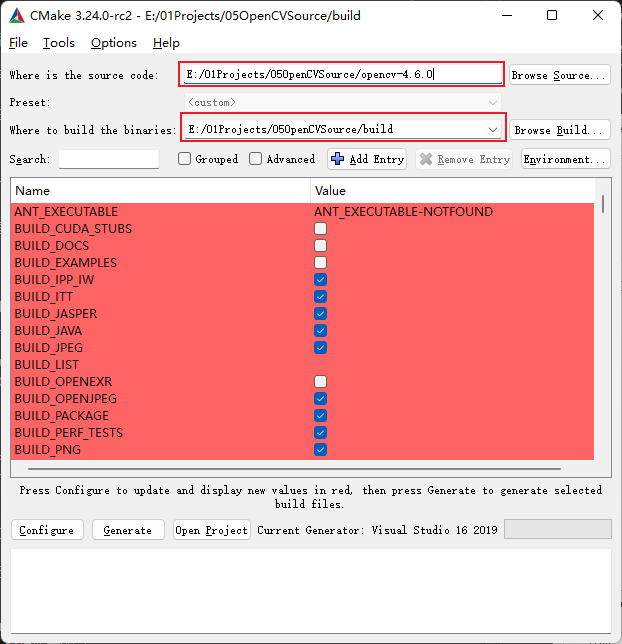 CMake 3.24.0-rc2 - E:/01Projects/05OpenCVSource/build
File Tools Options Help
Where is the source code: E:/01Projects/05OpenCVSource/opencv-4.6.0 Browse Source...
Preset: <custom>
Where to build the binaries: E:/01Projects/05OpenCVSource/build Browse Build...
Search: Grouped Advanced Add Entry Remove Entry Environment...
Name Value
ANT_EXECUTABLE ANT_EXECUTABLE-NOTFOUND
BUILD_CUDA_STUBS
BUILD_DOCS
BUILD_EXAMPLES
BUILD_IPP_IW
BUILD_ITT
BUILD_JASPER
BUILD_JAVA
BUILD_JPEG
BUILD_LIST
BUILD_OPENEXR
BUILD_OPENJPEG
BUILD_PACKAGE
BUILD_PERF_TESTS
BUILD_PNG
Press Configure to update and display new values in red, then press Generate to generate selected
build files.
Configure Generate Open Project Current Generator: Visual Studio 16 2019